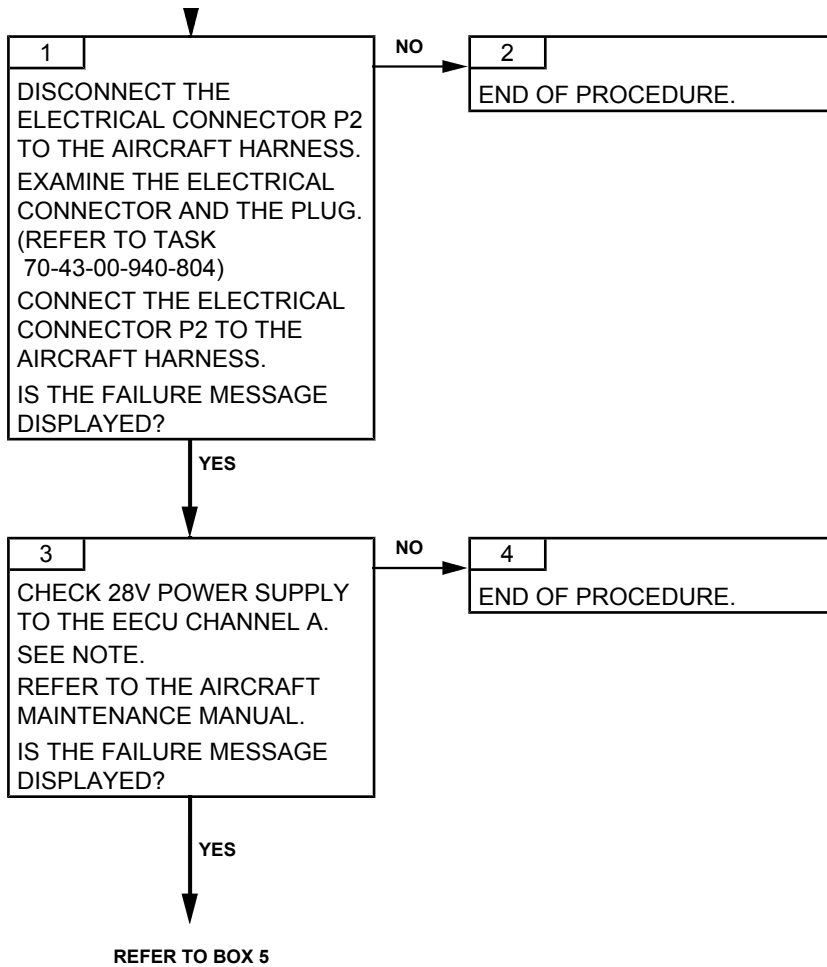 1
DISCONNECT THE
ELECTRICAL CONNECTOR P2
TO THE AIRCRAFT HARNESS.
EXAMINE THE ELECTRICAL
CONNECTOR AND THE PLUG.
(REFER TO TASK
70-43-00-940-804)
CONNECT THE ELECTRICAL
CONNECTOR P2 TO THE
AIRCRAFT HARNESS.
IS THE FAILURE MESSAGE
DISPLAYED?
NO
2
END OF PROCEDURE.
YES
3
CHECK 28V POWER SUPPLY
TO THE EECU CHANNEL A.
SEE NOTE.
REFER TO THE AIRCRAFT
MAINTENANCE MANUAL.
IS THE FAILURE MESSAGE
DISPLAYED?
NO
4
END OF PROCEDURE.
YES
REFER TO BOX 5